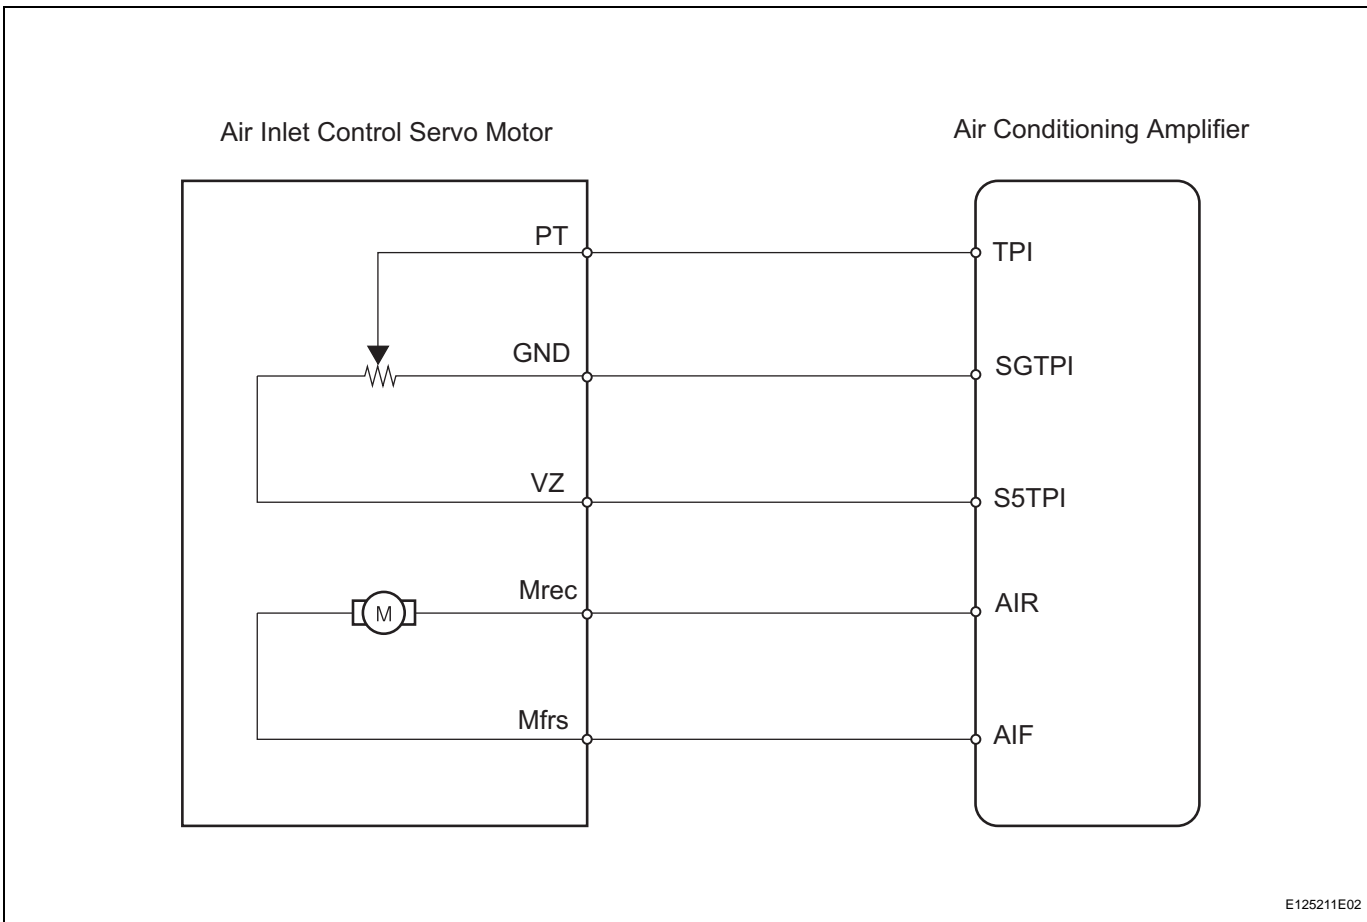 Air Inlet Control Servo Motor
Air Conditioning Amplifier
PT
TPI
GND
SGTPI
VZ
S5TPI
Mrec
AIR
M
Mfrs
AIF
E125211E02